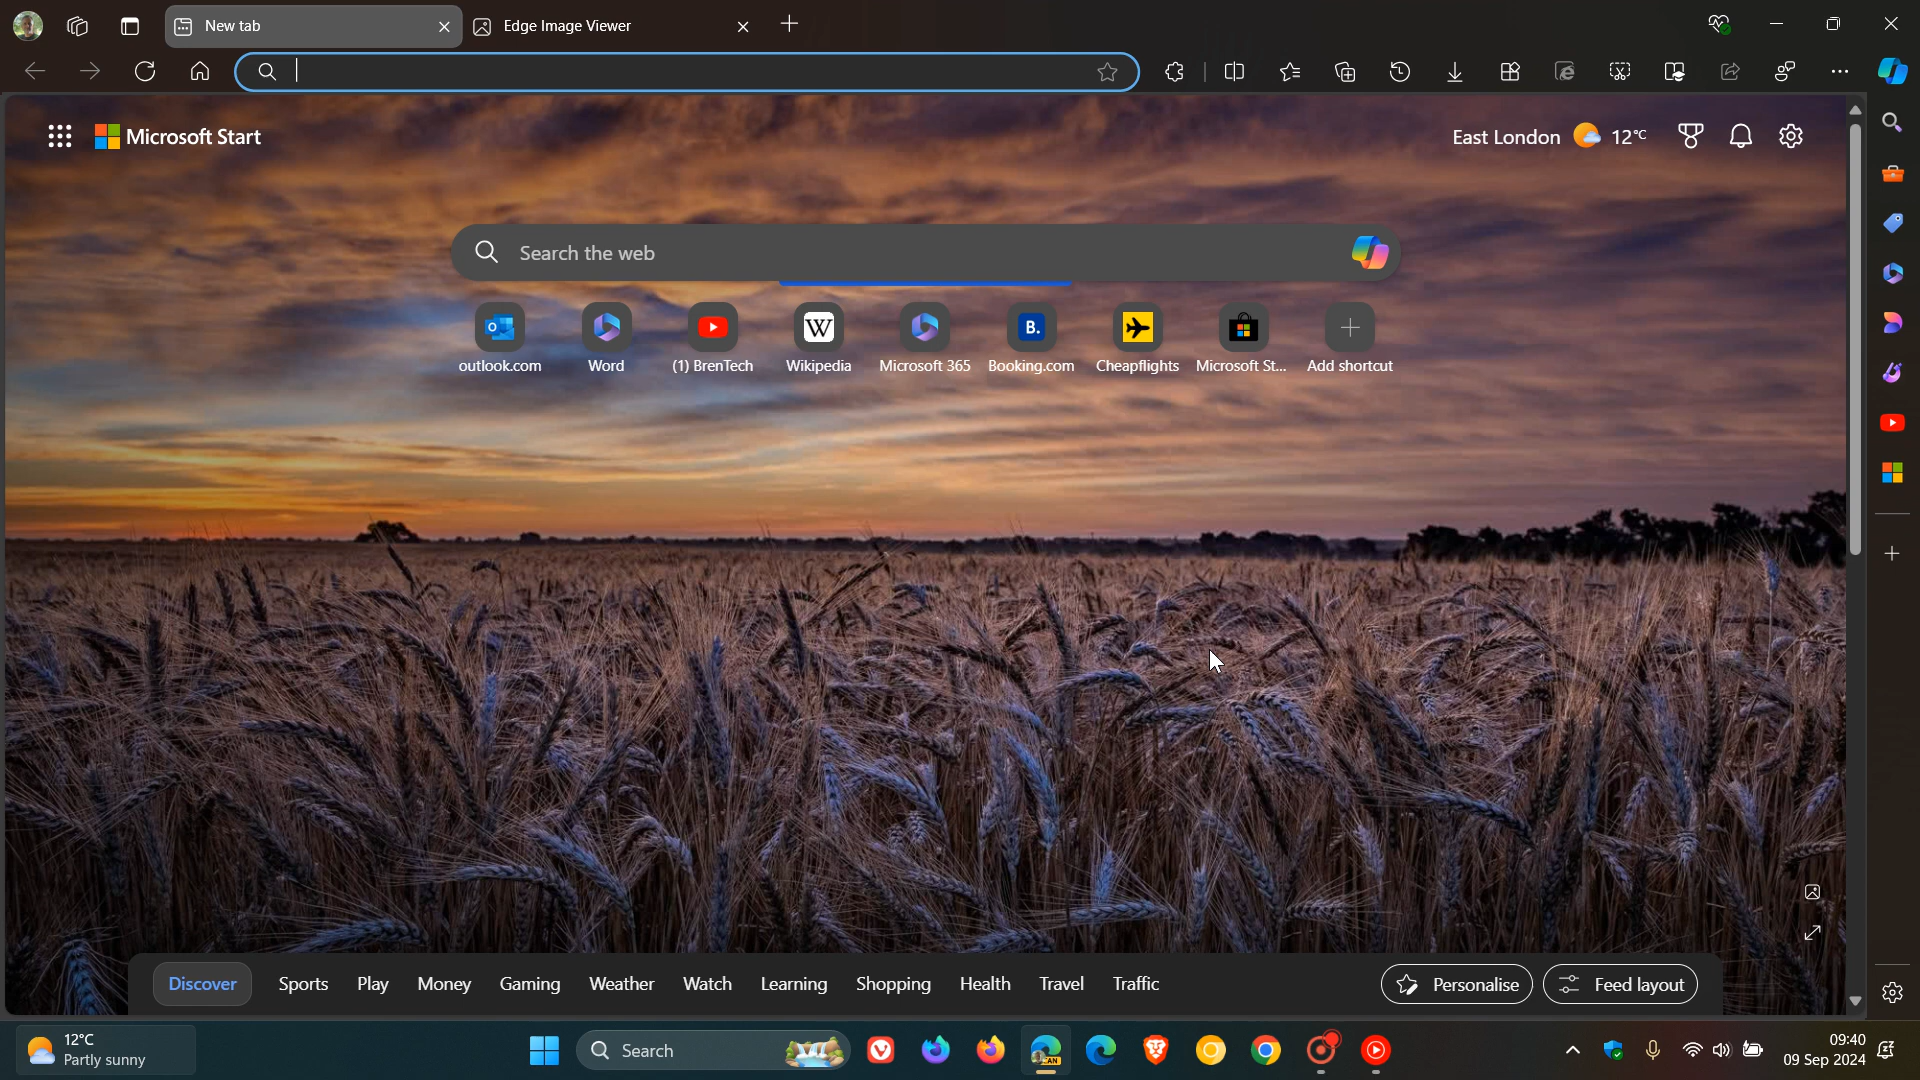 New tab
Edge Image Viewer
Microsoft Start
East London 12°C
Search the web
outlook.com
Word
(1) BrenTech
Wikipedia
Microsoft 365
Booking.com
Cheapflights
Microsoft St...
Add shortcut
Discover Sports Play Money Gaming Weather Watch Learning Shopping Health Travel Traffic
Personalise
Feed layout
12°C
Partly sunny
Search
CAN
09:40
09 Sep 2024